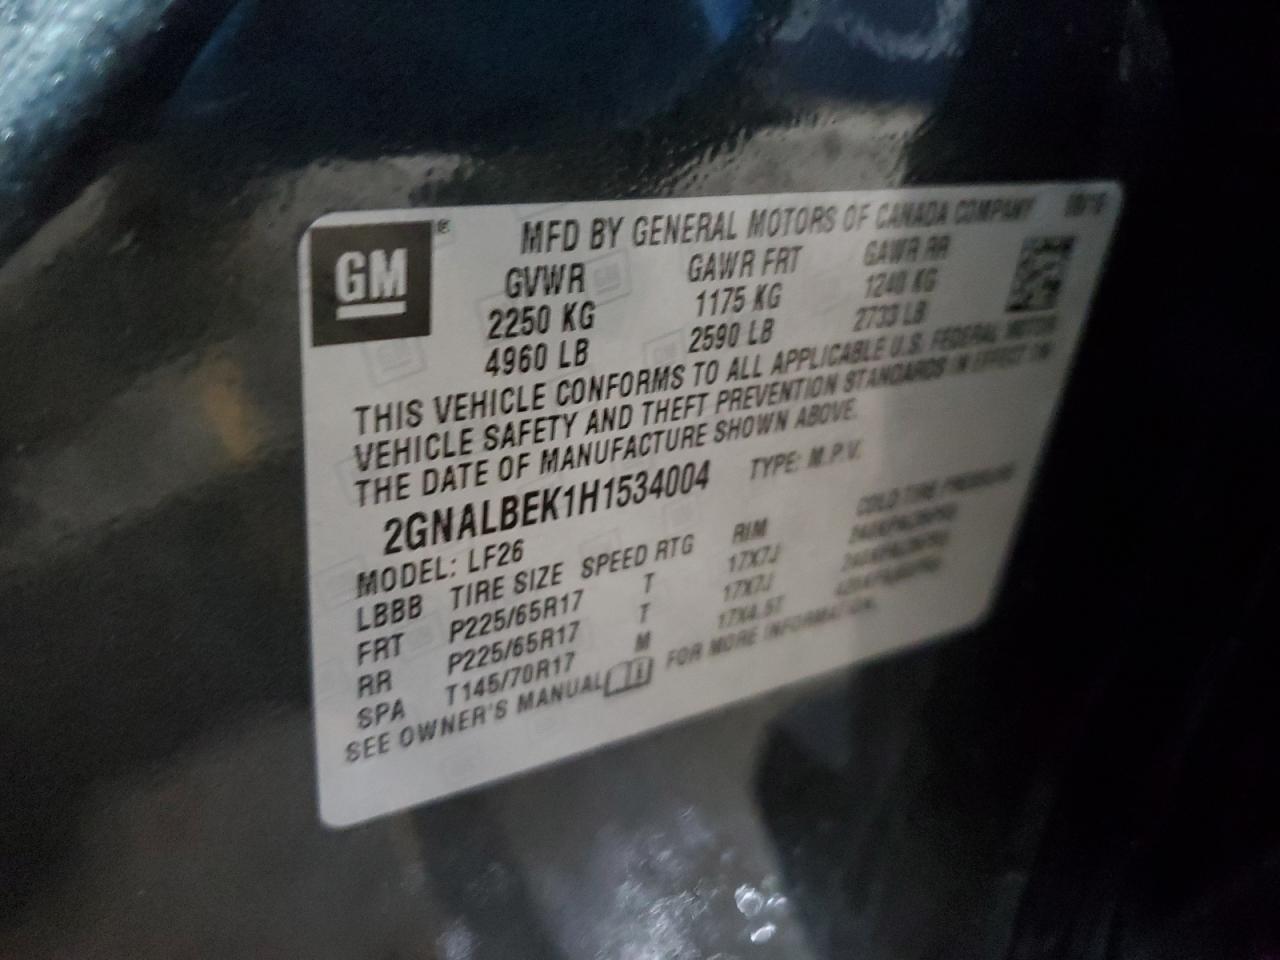 GM ®
MFD BY GENERAL MOTORS OF CANADA COMPANY
GVWR GAWR FRT GAWR RR
2250 KG 1175 KG 1240 KG
4960 LB 2590 LB 2733 LB
THIS VEHICLE CONFORMS TO ALL APPLICABLE U.S. FEDERAL MOTOR
VEHICLE SAFETY AND THEFT PREVENTION STANDARDS IN EFFECT ON
THE DATE OF MANUFACTURE SHOWN ABOVE.
2GNALBEK1H1534004 TYPE: M.P.V.
MODEL: LF26
LBBB TIRE SIZE SPEED RTG RIM COLD TIRE PRESSURE
FRT P225/65R17 T 17X7J
RR P225/65R17 T 17X7J
SPA T145/70R17 M 17X4.5T
SEE OWNER'S MANUAL FOR MORE INFORMATION.